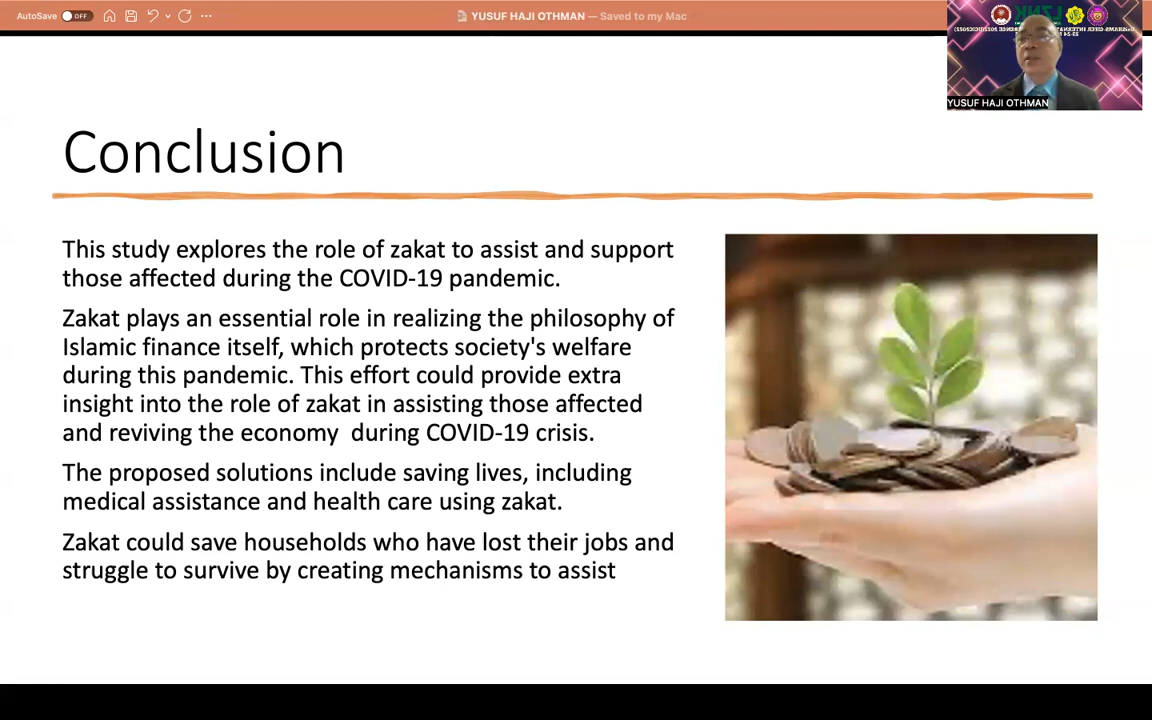 AutoSave OFF
YUSUF HAJI OTHMAN — Saved to my Mac
YUSUF HAJI OTHMAN
Conclusion
This study explores the role of zakat to assist and support
those affected during the COVID-19 pandemic.
Zakat plays an essential role in realizing the philosophy of
Islamic finance itself, which protects society's welfare
during this pandemic. This effort could provide extra
insight into the role of zakat in assisting those affected
and reviving the economy  during COVID-19 crisis.
The proposed solutions include saving lives, including
medical assistance and health care using zakat.
Zakat could save households who have lost their jobs and
struggle to survive by creating mechanisms to assist